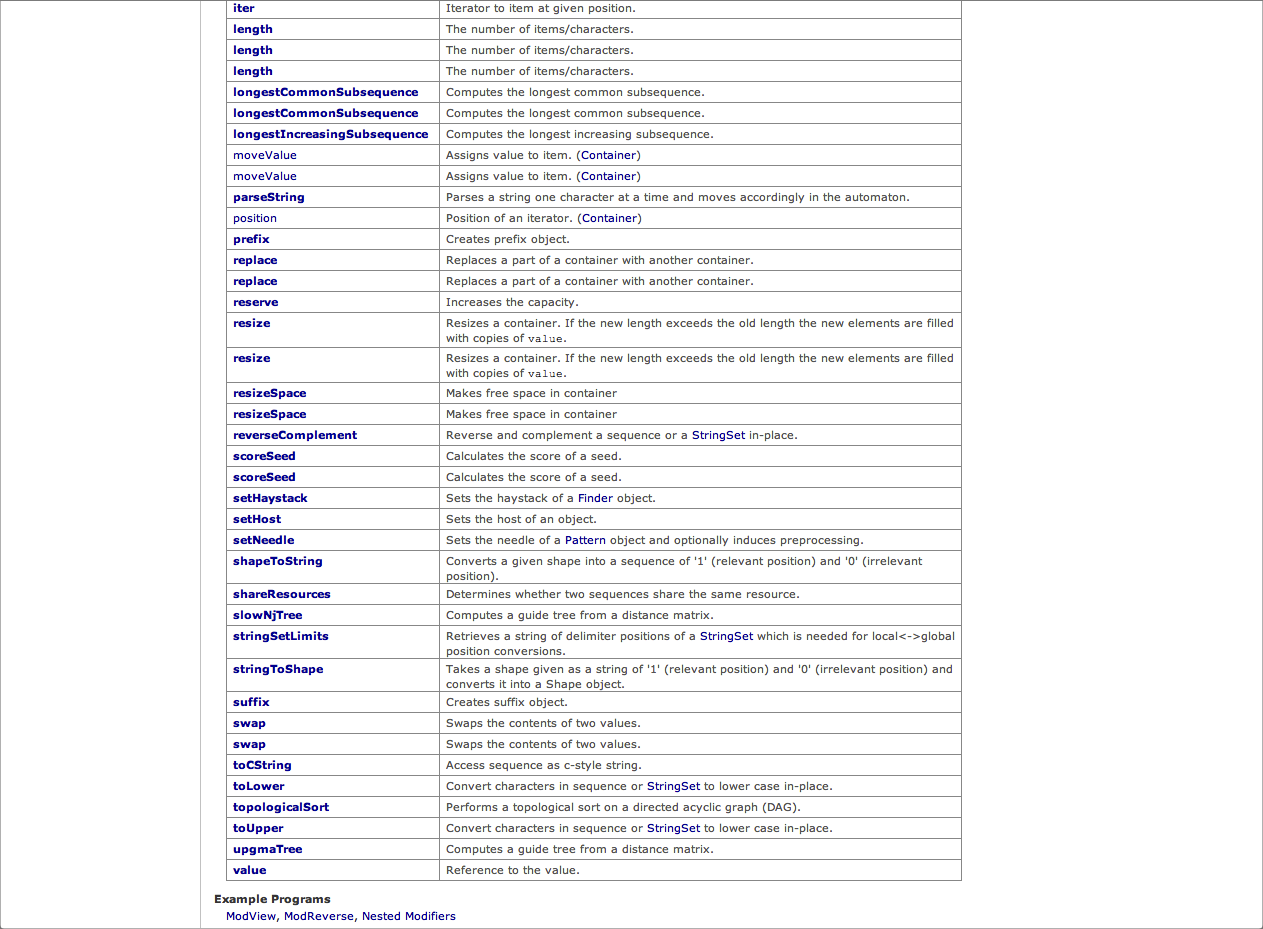 iter Iterator to item at given position.
length The number of items/characters.
length The number of items/characters.
length The number of items/characters.
longestCommonSubsequence Computes the longest common subsequence.
longestCommonSubsequence Computes the longest common subsequence.
longestIncreasingSubsequence Computes the longest increasing subsequence.
moveValue Assigns value to item. (Container)
moveValue Assigns value to item. (Container)
parseString Parses a string one character at a time and moves accordingly in the automaton.
position Position of an iterator. (Container)
prefix Creates prefix object.
replace Replaces a part of a container with another container.
replace Replaces a part of a container with another container.
reserve Increases the capacity.
resize Resizes a container. If the new length exceeds the old length the new elements are filled
with copies of value.
resize Resizes a container. If the new length exceeds the old length the new elements are filled
with copies of value.
resizeSpace Makes free space in container
resizeSpace Makes free space in container
reverseComplement Reverse and complement a sequence or a StringSet in-place.
scoreSeed Calculates the score of a seed.
scoreSeed Calculates the score of a seed.
setHaystack Sets the haystack of a Finder object.
setHost Sets the host of an object.
setNeedle Sets the needle of a Pattern object and optionally induces preprocessing.
shapeToString Converts a given shape into a sequence of '1' (relevant position) and '0' (irrelevant
position).
shareResources Determines whether two sequences share the same resource.
slowNjTree Computes a guide tree from a distance matrix.
stringSetLimits Retrieves a string of delimiter positions of a StringSet which is needed for local<->global
position conversions.
stringToShape Takes a shape given as a string of '1' (relevant position) and '0' (irrelevant position) and
converts it into a Shape object.
suffix Creates suffix object.
swap Swaps the contents of two values.
swap Swaps the contents of two values.
toCString Access sequence as c-style string.
toLower Convert characters in sequence or StringSet to lower case in-place.
topologicalSort Performs a topological sort on a directed acyclic graph (DAG).
toUpper Convert characters in sequence or StringSet to lower case in-place.
upgmaTree Computes a guide tree from a distance matrix.
value Reference to the value.
Example Programs
ModView, ModReverse, Nested Modifiers